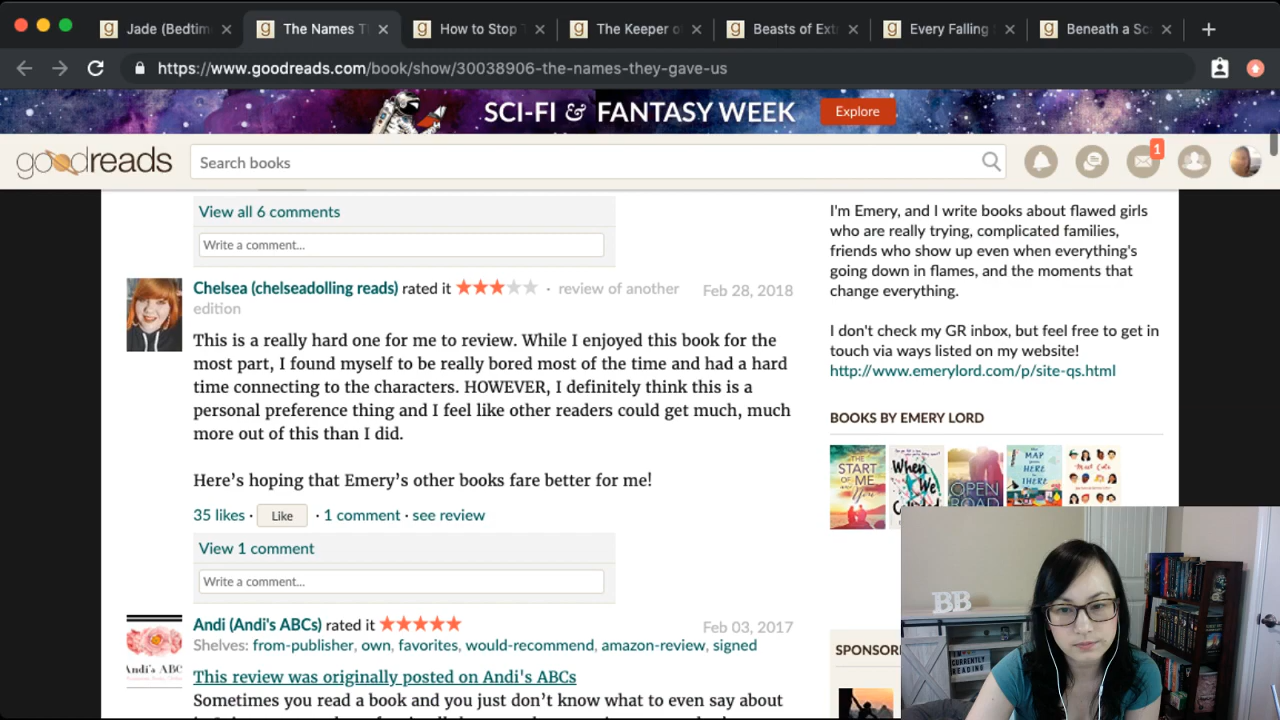 Jade (Bedtim
The Names T
How to Stop T
The Keeper o
Beasts of Ext
Every Falling
Beneath a Sc
https://www.goodreads.com/book/show/30038906-the-names-they-gave-us
SCI-FI & FANTASY WEEK
Explore
goodreads
Search books
1
View all 6 comments
Write a comment...
Chelsea (chelseadolling reads) rated it · review of another
edition
Feb 28, 2018
This is a really hard one for me to review. While I enjoyed this book for the
most part, I found myself to be really bored most of the time and had a hard
time connecting to the characters. HOWEVER, I definitely think this is a
personal preference thing and I feel like other readers could get much, much
more out of this than I did.
Here's hoping that Emery's other books fare better for me!
35 likes · Like · 1 comment · see review
View 1 comment
Write a comment...
Andi (Andi's ABCs) rated it
Feb 03, 2017
Shelves: from-publisher, own, favorites, would-recommend, amazon-review, signed
This review was originally posted on Andi's ABCs
Sometimes you read a book and you just don't know what to even say about
I'm Emery, and I write books about flawed girls
who are really trying, complicated families,
friends who show up even when everything's
going down in flames, and the moments that
change everything.
I don't check my GR inbox, but feel free to get in
touch via ways listed on my website!
http://www.emerylord.com/p/site-qs.html
BOOKS BY EMERY LORD
THE
START
OF ME
When
We
OPEN
ROAD
THE
MAP
HERE
THERE
SPONSOR
BB
CURRENTLY
READING